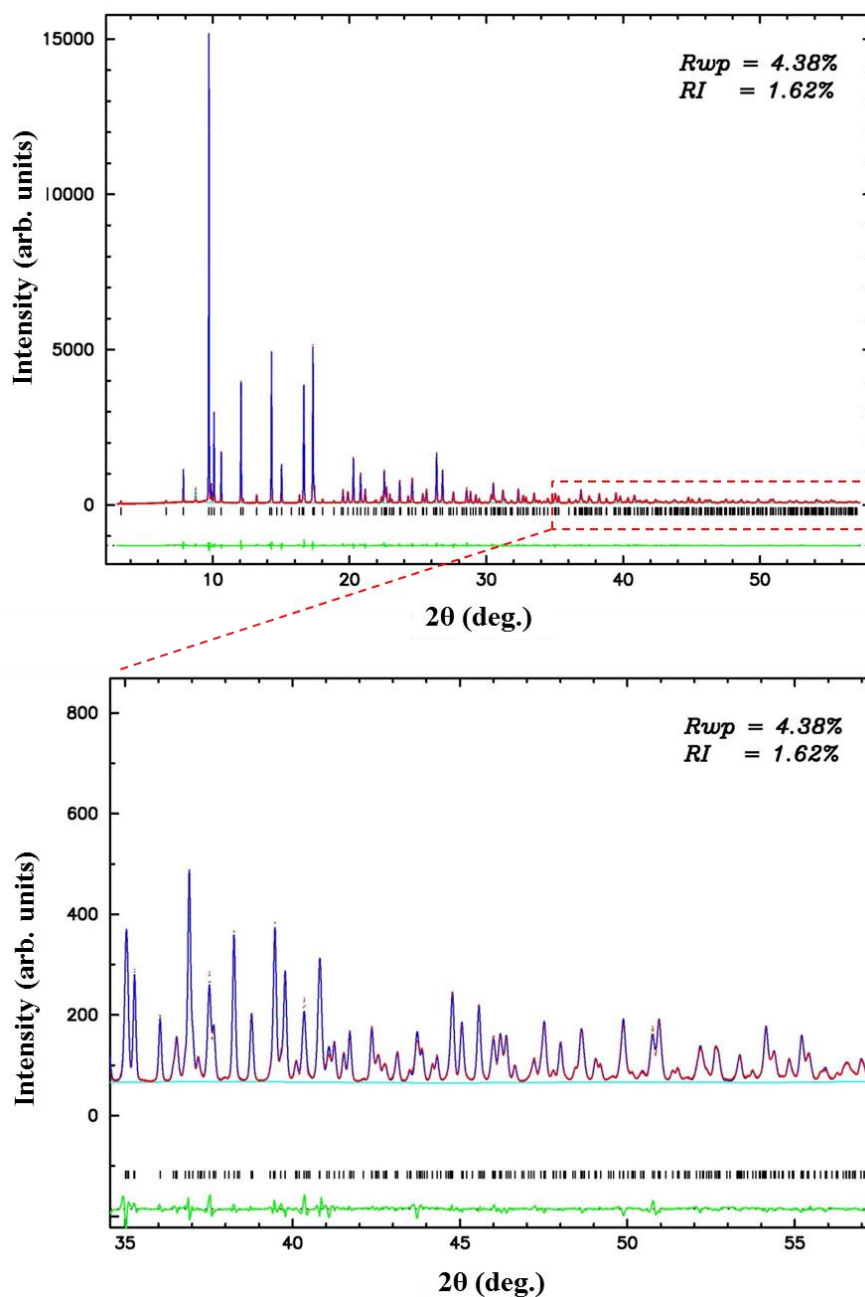 15000
Rwp = 4.38%
RI = 1.62%
10000
5000
0
Intensity (arb. units)
10 20 30 40 50
2θ (deg.)
800
Rwp = 4.38%
RI = 1.62%
600
400
200
0
Intensity (arb. units)
35 40 45 50 55
2θ (deg.)